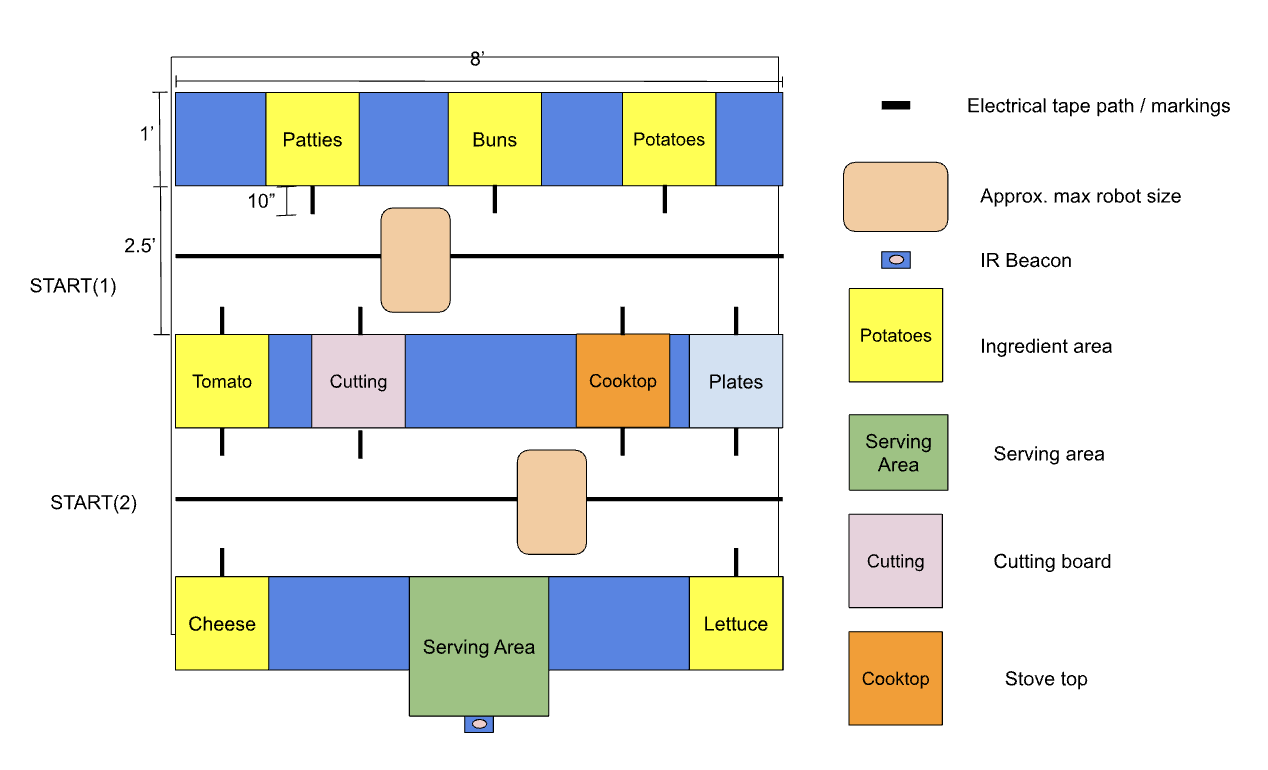 8’
1’
Patties
Buns
Potatoes
10”
2.5’
START(1)
Tomato
Cutting
Cooktop
Plates
START(2)
Cheese
Serving Area
Lettuce
Electrical tape path / markings
Approx. max robot size
IR Beacon
Potatoes
Ingredient area
Serving
Area
Serving area
Cutting
Cutting board
Cooktop
Stove top